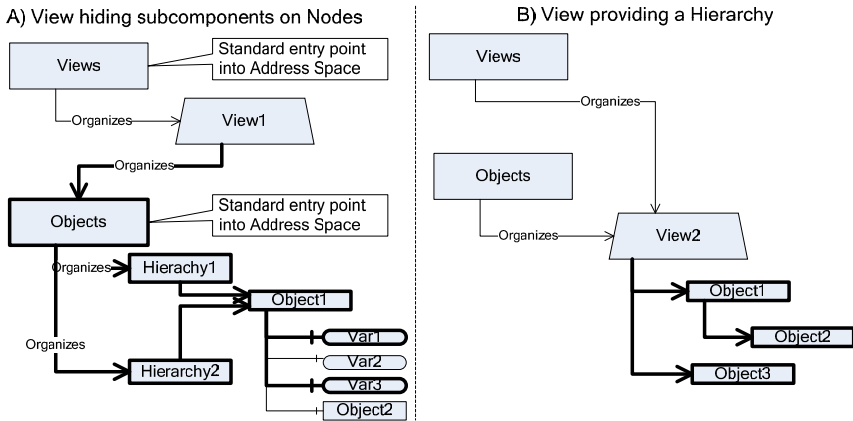 A) View hiding subcomponents on Nodes
Views
Standard entry point
into Address Space
Organizes
View1
Organizes
Objects
Standard entry point
into Address Space
Organizes
Hierachy1
Object1
Organizes
Hierarchy2
Var1
Var2
Var3
Object2
B) View providing a Hierarchy
Views
Organizes
Objects
Organizes
View2
Object1
Object2
Object3